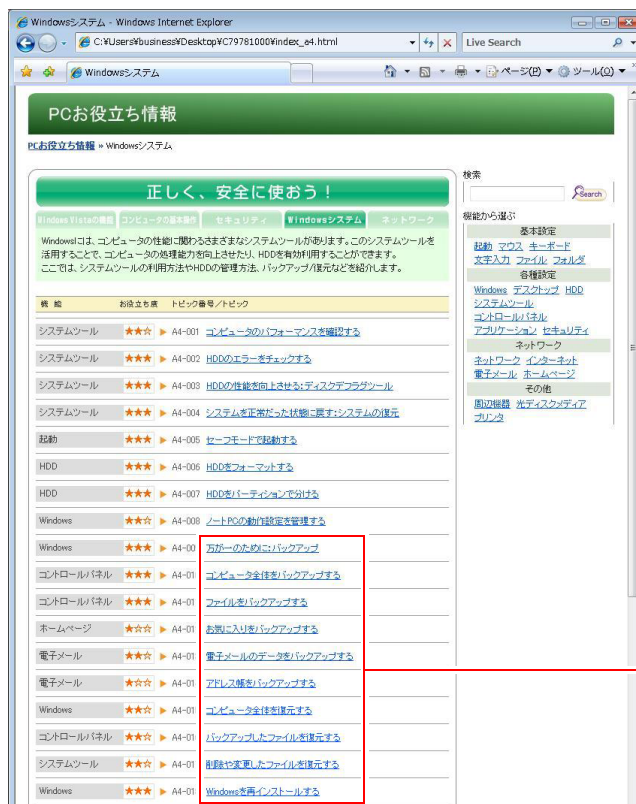 Windowsシステム - Windows Internet Explorer
C:¥Users¥business¥Desktop¥C79781000¥index_a4.html
Live Search
Windowsシステム
ページ(P)
ツール(O)
PCお役立ち情報
PCお役立ち情報 » Windowsシステム
正しく、安全に使おう！
Windows Vistaの機能 コンピュータの基本操作 セキュリティ Windowsシステム ネットワーク
Windowsには、コンピュータの性能に関わるさまざまなシステムツールがあります。このシステムツールを
活用することで、コンピュータの処理能力を向上させたり、HDDを有効利用することができます。
ここでは、システムツールの利用方法やHDDの管理方法、バックアップ/復元などを紹介します。
機 能 お役立ち度 トピック番号／トピック
システムツール ★★☆ A4-001 コンピュータのパフォーマンスを確認する
システムツール ★★☆ A4-002 HDDのエラーをチェックする
システムツール ★★★ A4-003 HDDの性能を向上させる:ディスクデフラグツール
システムツール ★★★ A4-004 システムを正常だった状態に戻す:システムの復元
起動 ★★★ A4-005 セーフモードで起動する
HDD ★★★ A4-006 HDDをフォーマットする
HDD ★★★ A4-007 HDDをパーティションで分ける
Windows ★★☆ A4-008 ノートPCの動作設定を管理する
Windows ★★★ A4-00 万が一のために:バックアップ
コントロールパネル ★★★ A4-01 コンピュータ全体をバックアップする
コントロールパネル ★★★ A4-01 ファイルをバックアップする
ホームページ ★☆☆ A4-01 お気に入りをバックアップする
電子メール ★★★ A4-01 電子メールのデータをバックアップする
電子メール ★☆☆ A4-01 アドレス帳をバックアップする
Windows ★★☆ A4-01 コンピュータ全体を復元する
コントロールパネル ★★☆ A4-01 バックアップしたファイルを復元する
システムツール ★★☆ A4-01 削除や変更したファイルを復元する
Windows ★★☆ A4-01 Windowsを再インストールする
検索
Search
機能から選ぶ
基本設定
起動 マウス キーボード
文字入力 ファイル フォルダ
各種設定
Windows デスクトップ HDD
システムツール
コントロールパネル
アプリケーション セキュリティ
ネットワーク
ネットワーク インターネット
電子メール ホームページ
その他
周辺機器 光ディスクメディア
プリンタ